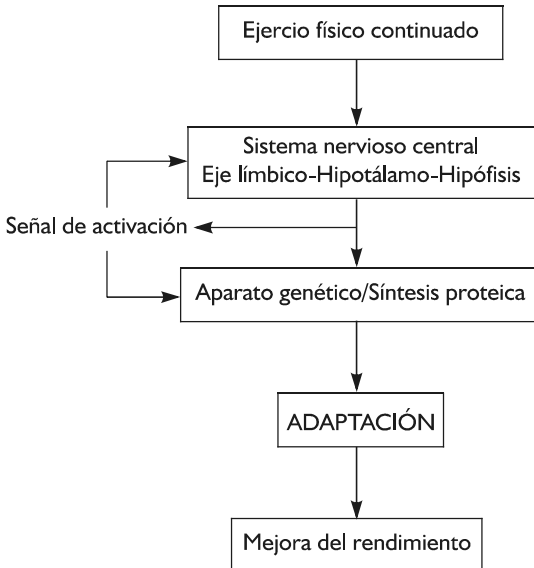 Ejercio físico continuado
Sistema nervioso central
Eje límbico-Hipotálamo-Hipófisis
Señal de activación
Aparato genético/Síntesis proteica
ADAPTACIÓN
Mejora del rendimiento